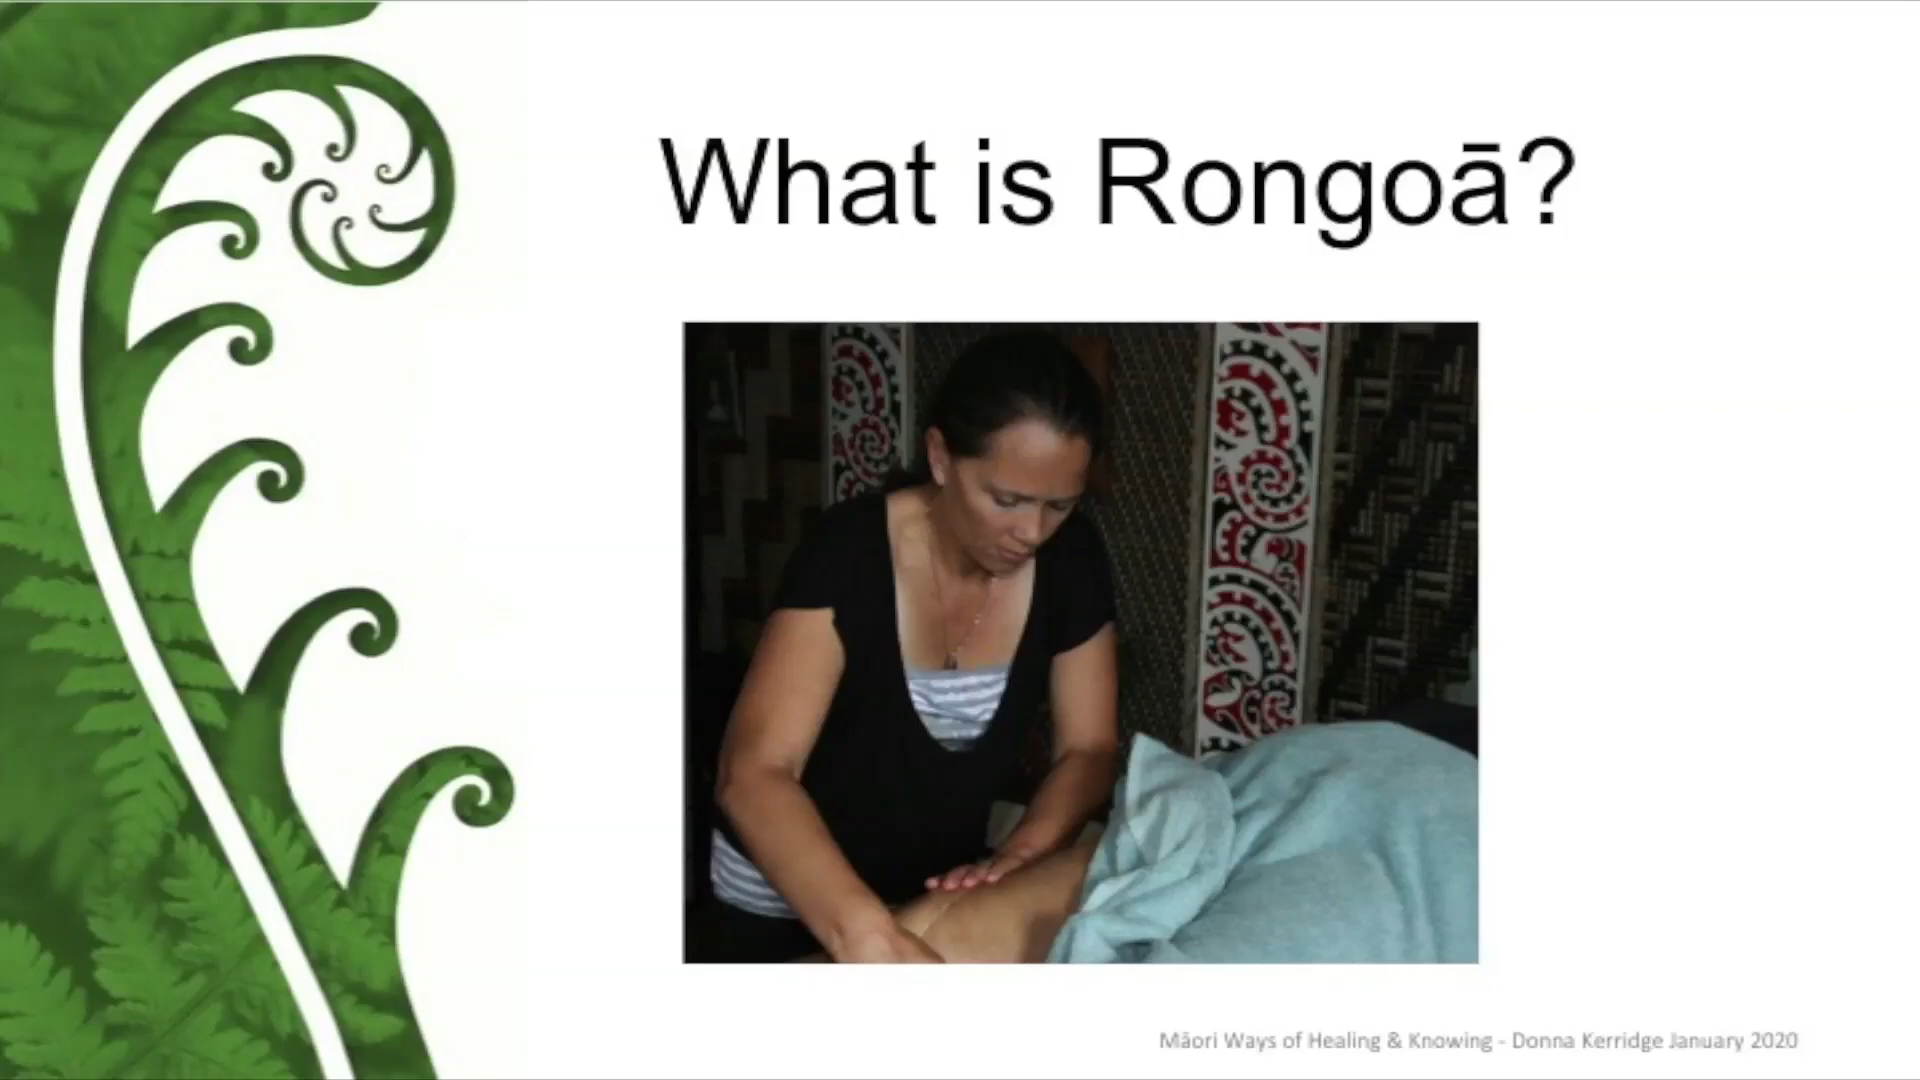 What is Rongoā?
Māori Ways of Healing & Knowing - Donna Kerridge January 2020